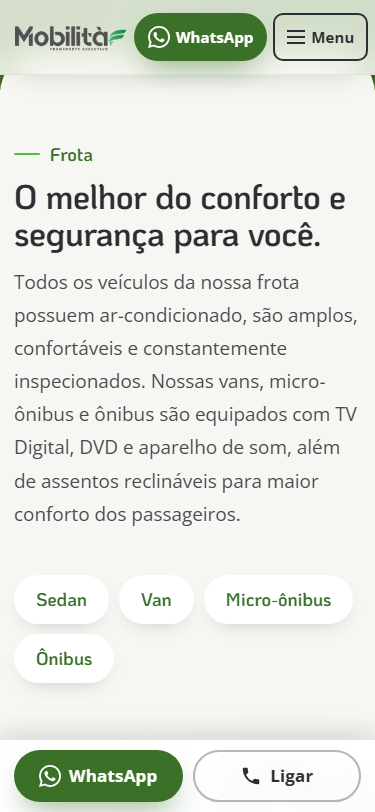 Mobilità
TRANSPORTE EXECUTIVO
WhatsApp
Menu
Frota
O melhor do conforto e
segurança para você.
Todos os veículos da nossa frota
possuem ar-condicionado, são amplos,
confortáveis e constantemente
inspecionados. Nossas vans, micro-
ônibus e ônibus são equipados com TV
Digital, DVD e aparelho de som, além
de assentos reclináveis para maior
conforto dos passageiros.
Sedan
Van
Micro-ônibus
Ônibus
WhatsApp
Ligar